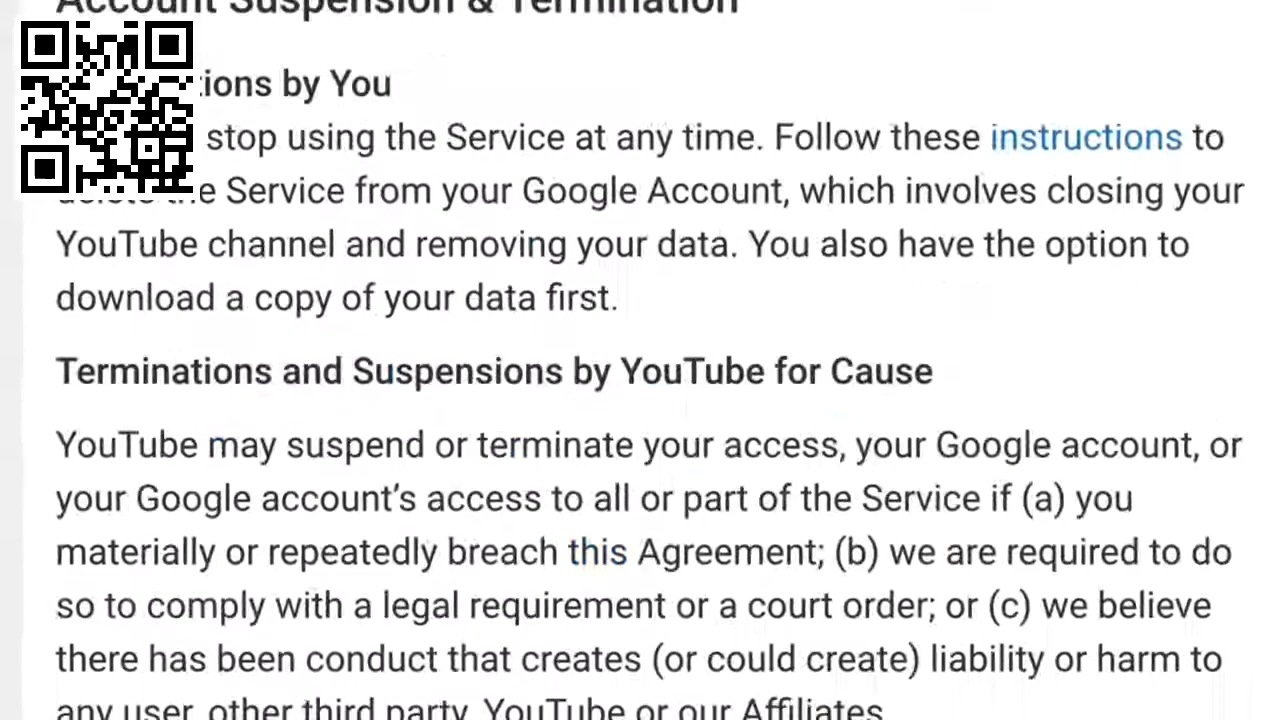 Account Suspension & Termination
ions by You
stop using the Service at any time. Follow these instructions to
e Service from your Google Account, which involves closing your
YouTube channel and removing your data. You also have the option to
download a copy of your data first.
Terminations and Suspensions by YouTube for Cause
YouTube may suspend or terminate your access, your Google account, or
your Google account’s access to all or part of the Service if (a) you
materially or repeatedly breach this Agreement; (b) we are required to do
so to comply with a legal requirement or a court order; or (c) we believe
there has been conduct that creates (or could create) liability or harm to
any user, other third party, YouTube or our Affiliates.